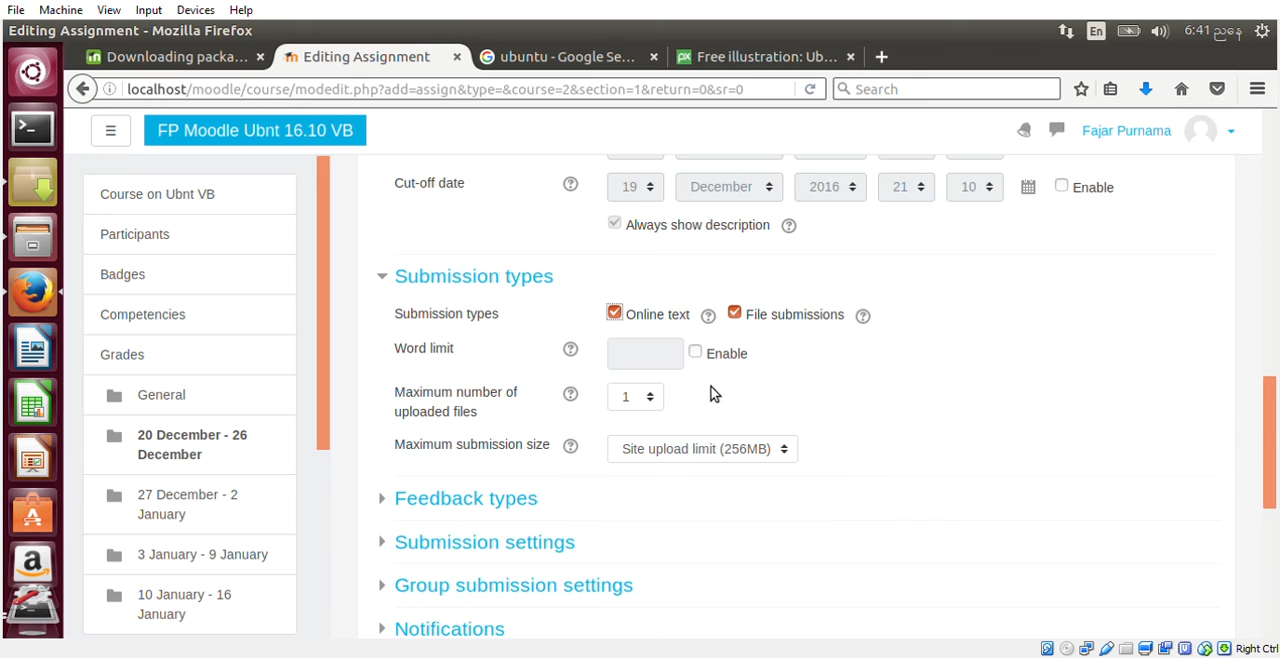 File Machine View Input Devices Help
Editing Assignment - Mozilla Firefox
En 6:41 ညနေ
Downloading packa... × Editing Assignment × ubuntu - Google Se... × Free illustration: Ub... ×
localhost/moodle/course/modedit.php?add=assign&type=&course=2&section=1&return=0&sr=0 Search
FP Moodle Ubnt 16.10 VB Fajar Purnama
Course on Ubnt VB
Participants
Badges
Competencies
Grades
General
20 December - 26
December
27 December - 2
January
3 January - 9 January
10 January - 16
January
Cut-off date 19 December 2016 21 10 Enable
Always show description
Submission types
Submission types Online text File submissions
Word limit Enable
Maximum number of
uploaded files 1
Maximum submission size Site upload limit (256MB)
Feedback types
Submission settings
Group submission settings
Notifications
Right Ctrl